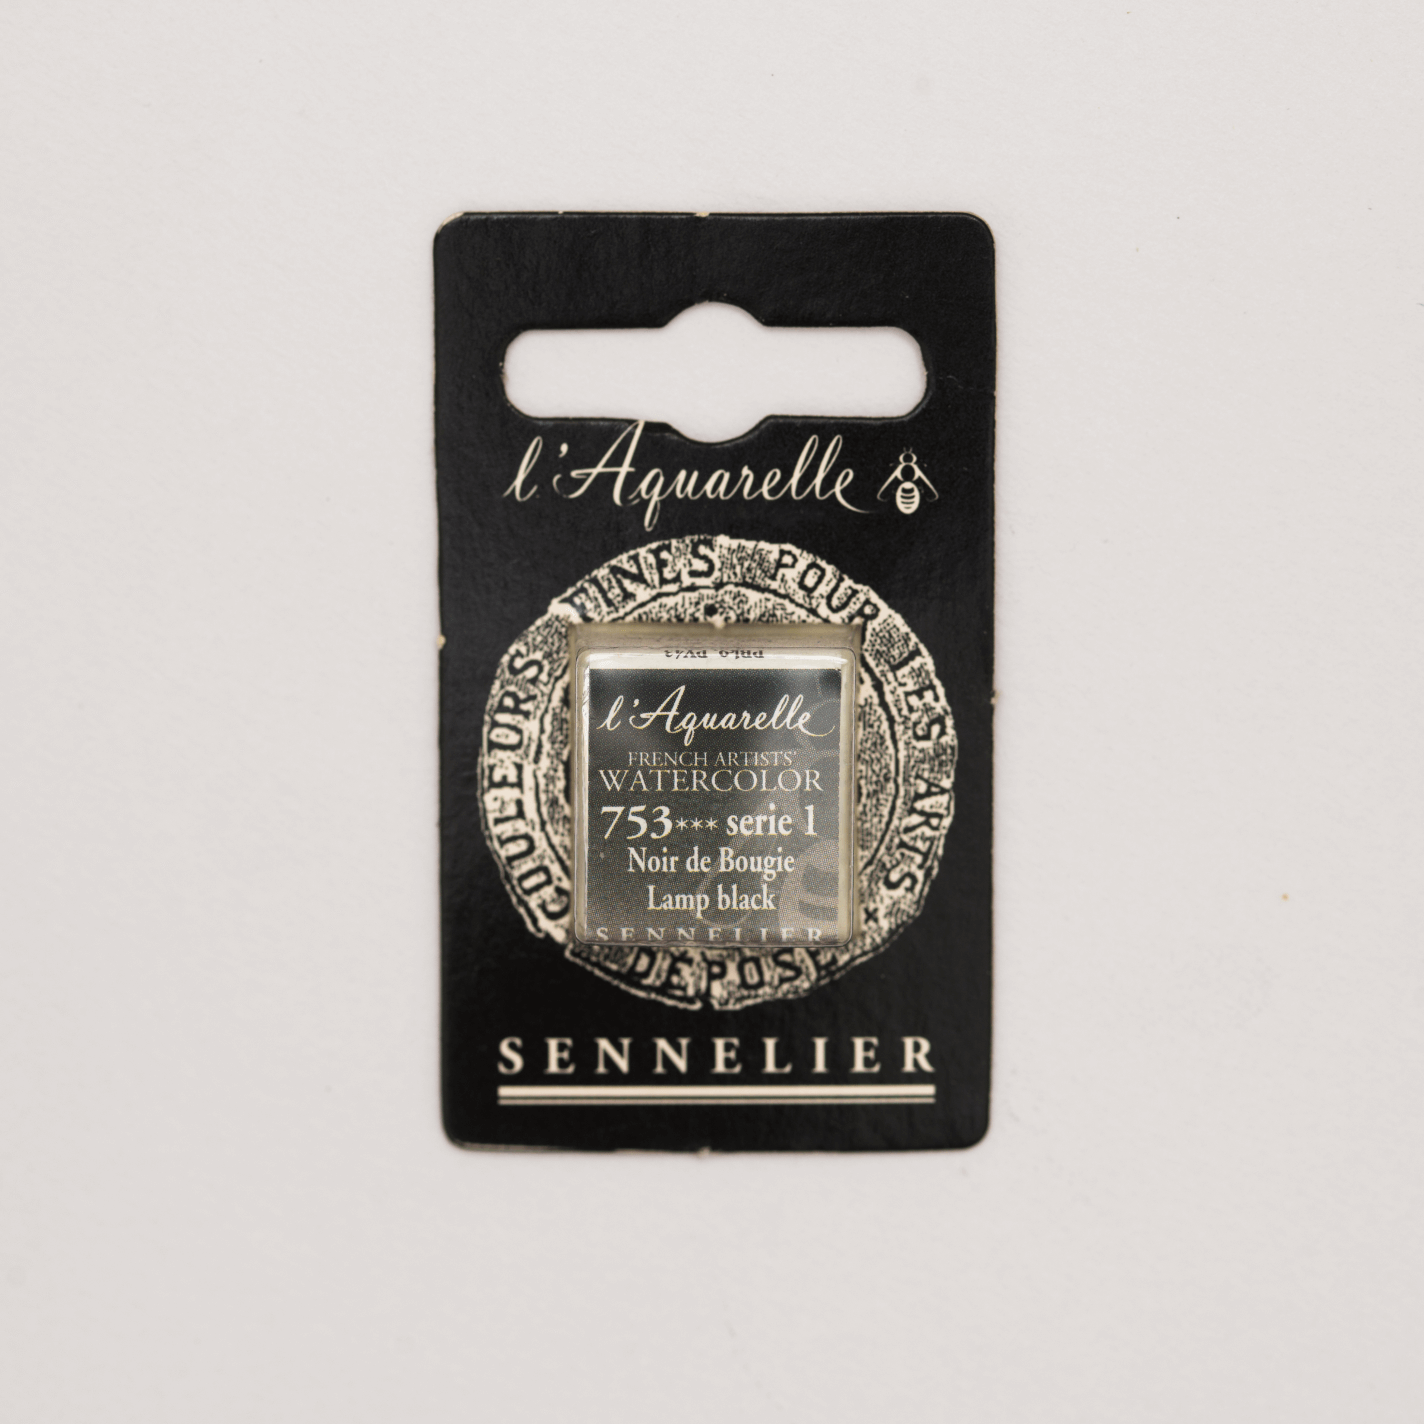 l'Aquarelle
COULEURS FINES POUR LES ARTS
DÉPOSÉ
l'Aquarelle
FRENCH ARTISTS'
WATERCOLOR
753*** serie 1
Noir de Bougie
Lamp black
SENNELIER
SENNELIER